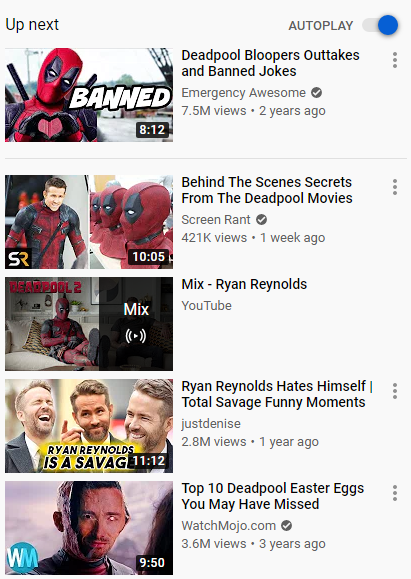 Up next
AUTOPLAY
BANNED
8:12
Deadpool Bloopers Outtakes
and Banned Jokes
Emergency Awesome
7.5M views • 2 years ago
SR
10:05
Behind The Scenes Secrets
From The Deadpool Movies
Screen Rant
421K views • 1 week ago
DEADPOOL 2
Mix
Mix - Ryan Reynolds
YouTube
RYAN REYNOLDS
IS A SAVAGE
11:12
Ryan Reynolds Hates Himself |
Total Savage Funny Moments
justdenise
2.8M views • 1 year ago
WM
9:50
Top 10 Deadpool Easter Eggs
You May Have Missed
WatchMojo.com
3.6M views • 3 years ago